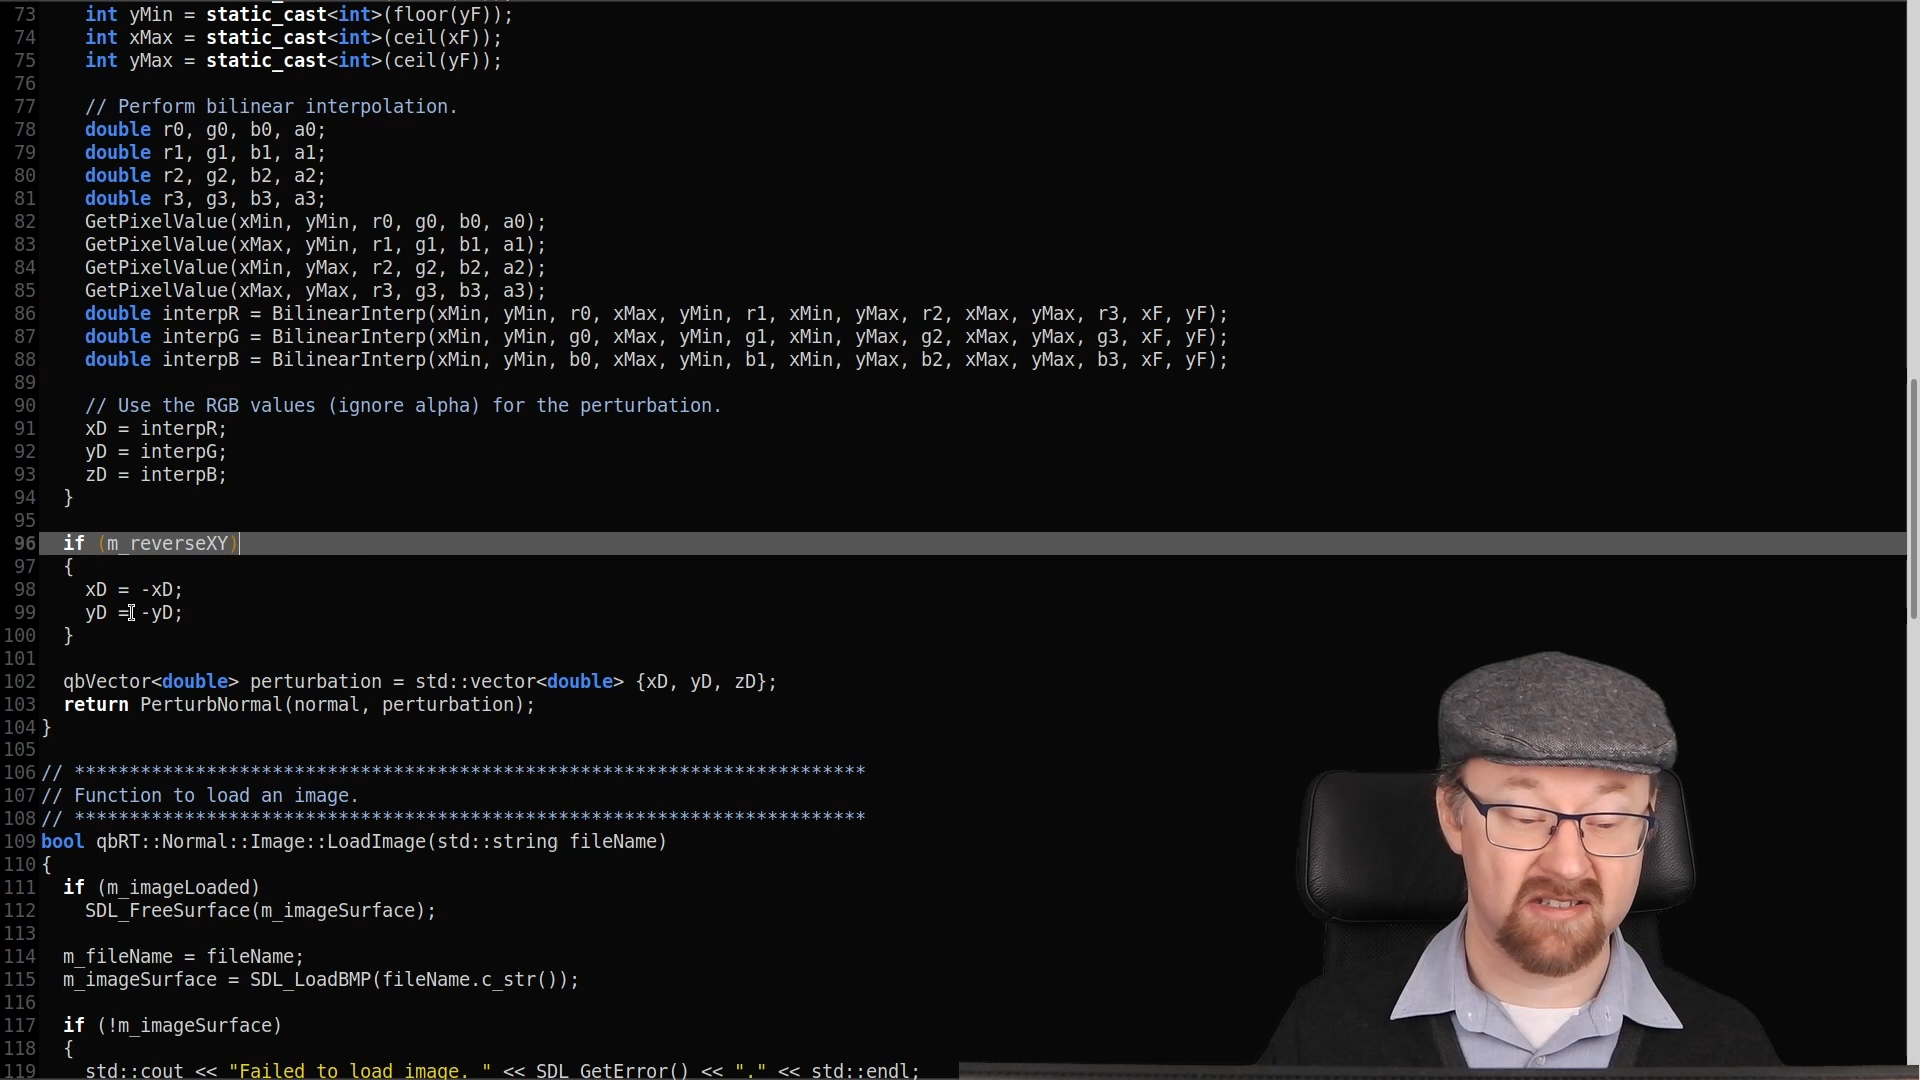 73 int yMin = static_cast<int>(floor(yF));
74 int xMax = static_cast<int>(ceil(xF));
75 int yMax = static_cast<int>(ceil(yF));
76
77 // Perform bilinear interpolation.
78 double r0, g0, b0, a0;
79 double r1, g1, b1, a1;
80 double r2, g2, b2, a2;
81 double r3, g3, b3, a3;
82 GetPixelValue(xMin, yMin, r0, g0, b0, a0);
83 GetPixelValue(xMax, yMin, r1, g1, b1, a1);
84 GetPixelValue(xMin, yMax, r2, g2, b2, a2);
85 GetPixelValue(xMax, yMax, r3, g3, b3, a3);
86 double interpR = BilinearInterp(xMin, yMin, r0, xMax, yMin, r1, xMin, yMax, r2, xMax, yMax, r3, xF, yF);
87 double interpG = BilinearInterp(xMin, yMin, g0, xMax, yMin, g1, xMin, yMax, g2, xMax, yMax, g3, xF, yF);
88 double interpB = BilinearInterp(xMin, yMin, b0, xMax, yMin, b1, xMin, yMax, b2, xMax, yMax, b3, xF, yF);
89
90 // Use the RGB values (ignore alpha) for the perturbation.
91 xD = interpR;
92 yD = interpG;
93 zD = interpB;
94 }
95
96 if (m_reverseXY)
97 {
98 xD = -xD;
99 yD = -yD;
100 }
101
102 qbVector<double> perturbation = std::vector<double> {xD, yD, zD};
103 return PerturbNormal(normal, perturbation);
104 }
105
106 // ************************************************************************
107 // Function to load an image.
108 // ************************************************************************
109 bool qbRT::Normal::Image::LoadImage(std::string fileName)
110 {
111 if (m_imageLoaded)
112 SDL_FreeSurface(m_imageSurface);
113
114 m_fileName = fileName;
115 m_imageSurface = SDL_LoadBMP(fileName.c_str());
116
117 if (!m_imageSurface)
118 {
119 std::cout << "Failed to load image. " << SDL_GetError() << "." << std::endl;